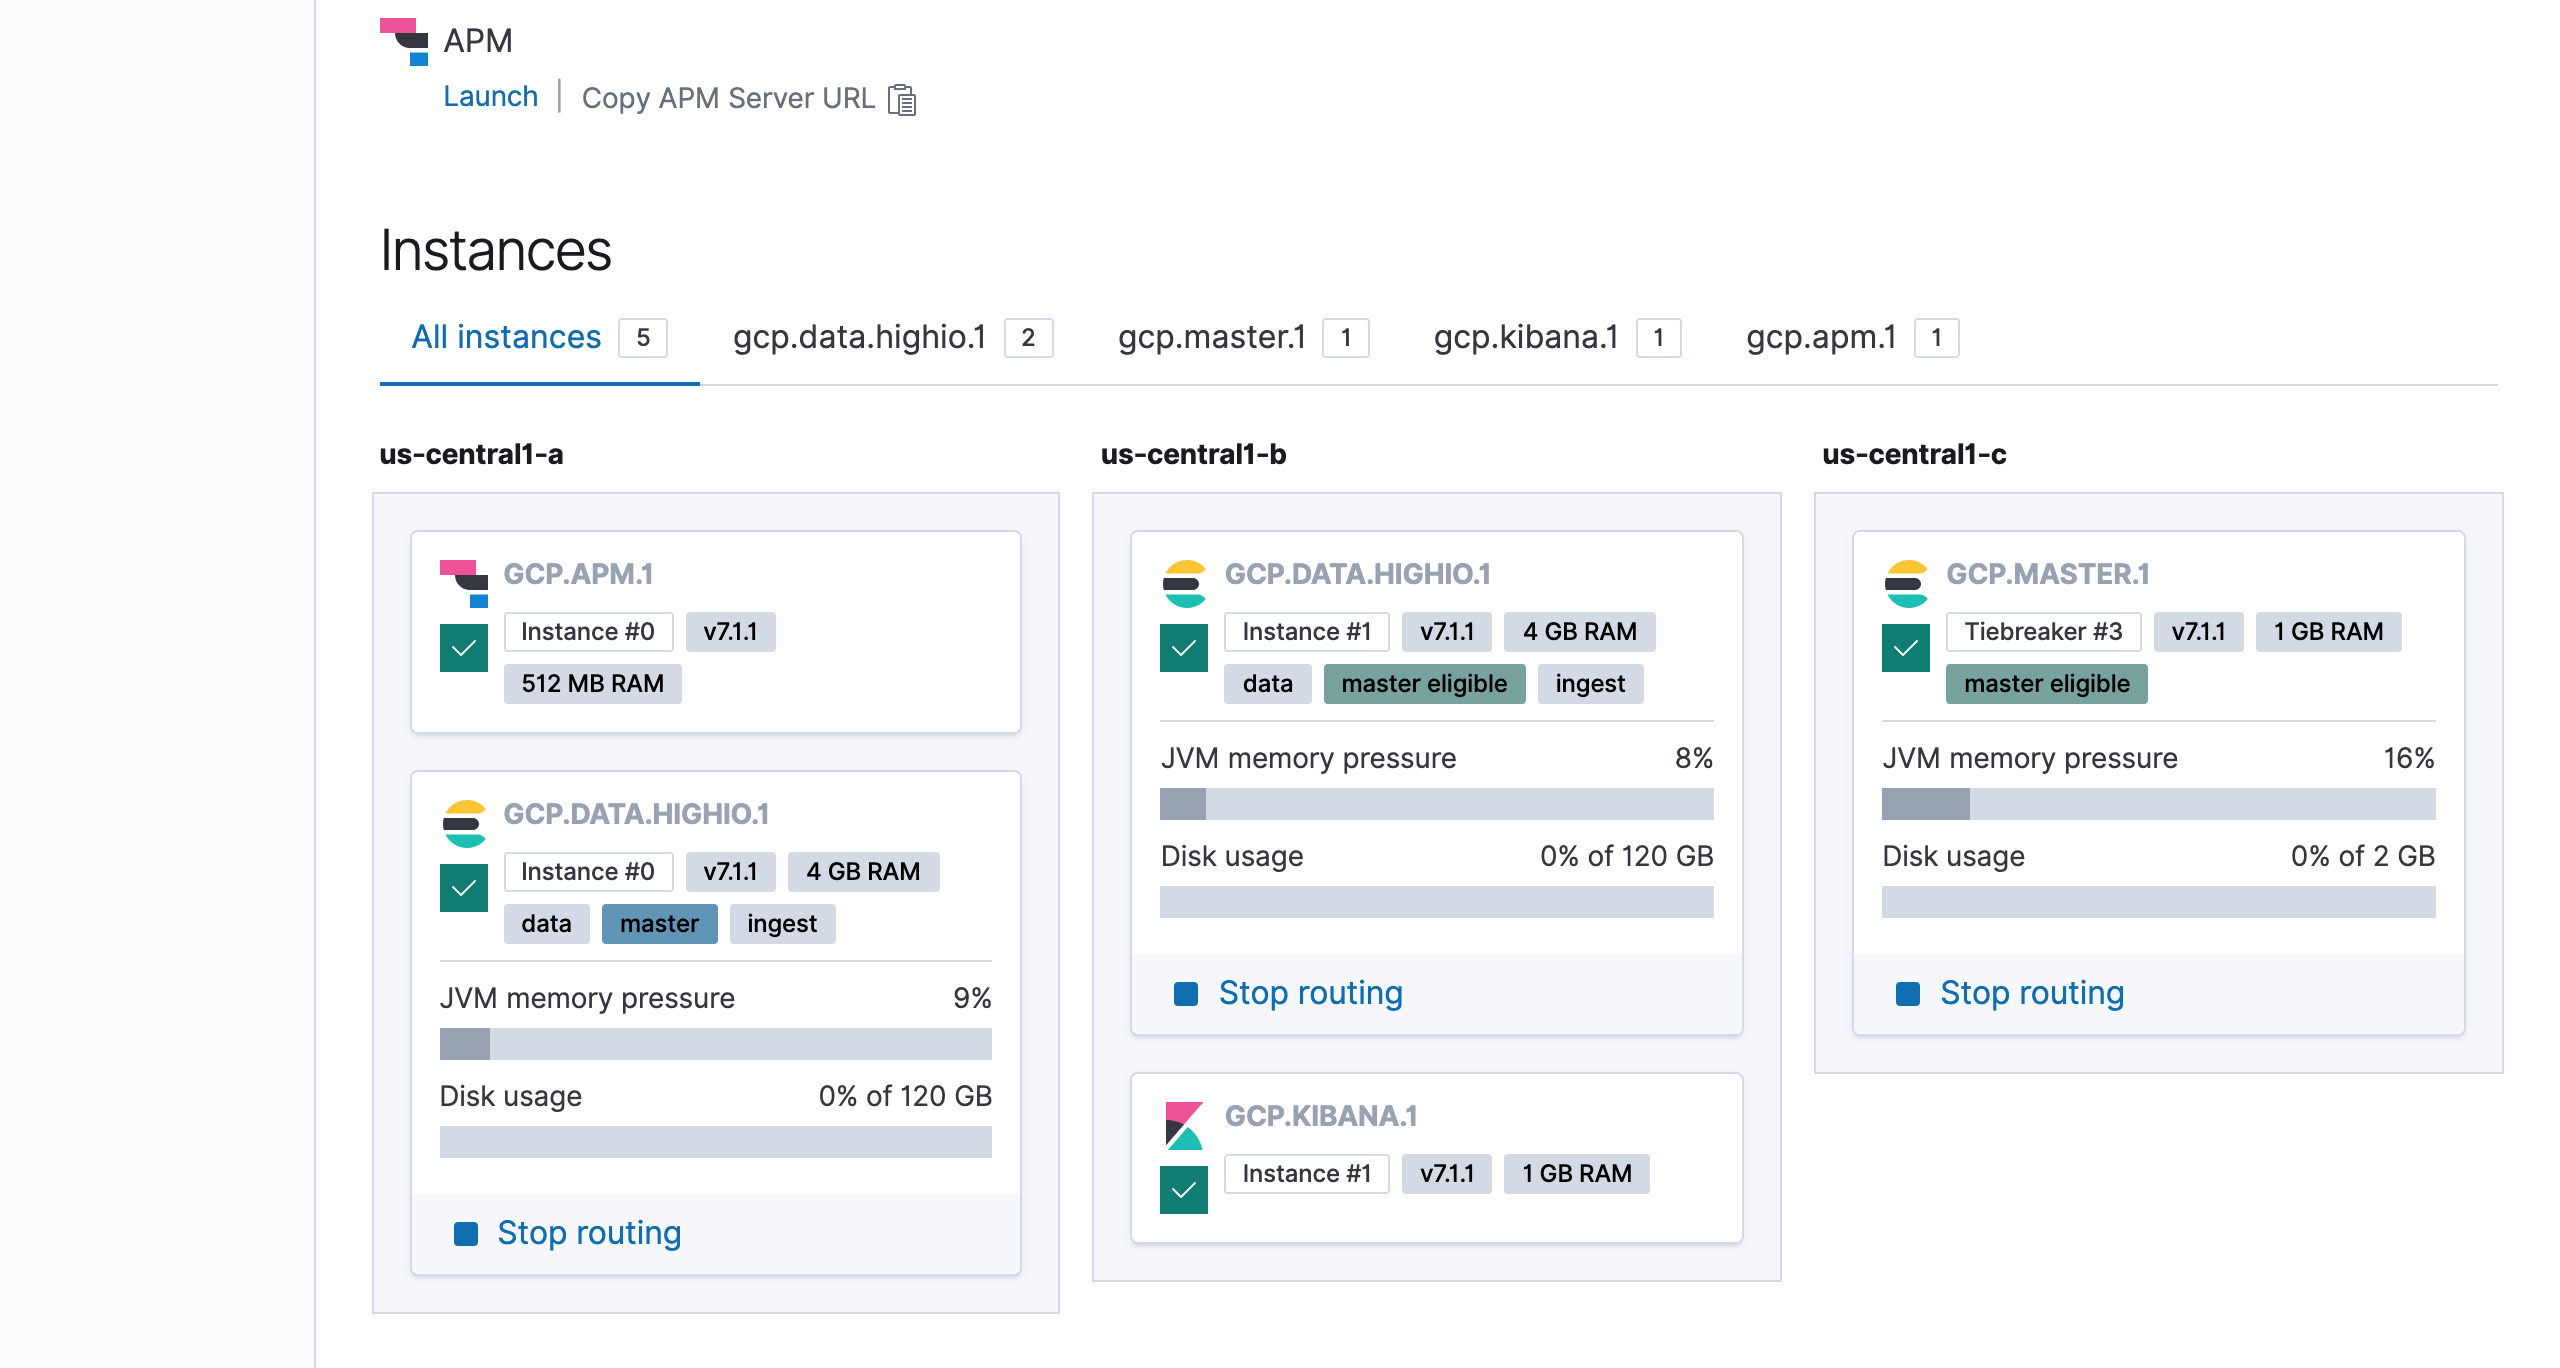 APM
Launch | Copy APM Server URL
Instances
All instances 5 gcp.data.highio.1 2 gcp.master.1 1 gcp.kibana.1 1 gcp.apm.1 1
us-central1-a
GCP.APM.1
Instance #0 v7.1.1
512 MB RAM
GCP.DATA.HIGHIO.1
Instance #0 v7.1.1 4 GB RAM
data master ingest
JVM memory pressure 9%
Disk usage 0% of 120 GB
Stop routing
us-central1-b
GCP.DATA.HIGHIO.1
Instance #1 v7.1.1 4 GB RAM
data master eligible ingest
JVM memory pressure 8%
Disk usage 0% of 120 GB
Stop routing
GCP.KIBANA.1
Instance #1 v7.1.1 1 GB RAM
us-central1-c
GCP.MASTER.1
Tiebreaker #3 v7.1.1 1 GB RAM
master eligible
JVM memory pressure 16%
Disk usage 0% of 2 GB
Stop routing